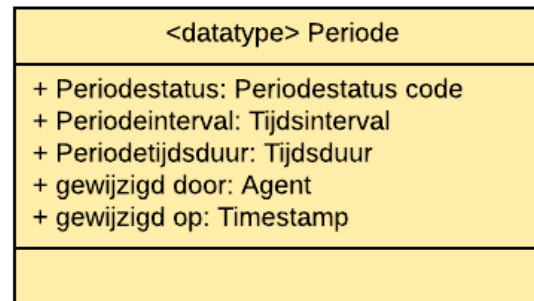 <datatype> Periode
+ Periodestatus: Periodestatus code
+ Periodeinterval: Tijdsinterval
+ Periodetijdsduur: Tijdsduur
+ gewijzigd door: Agent
+ gewijzigd op: Timestamp